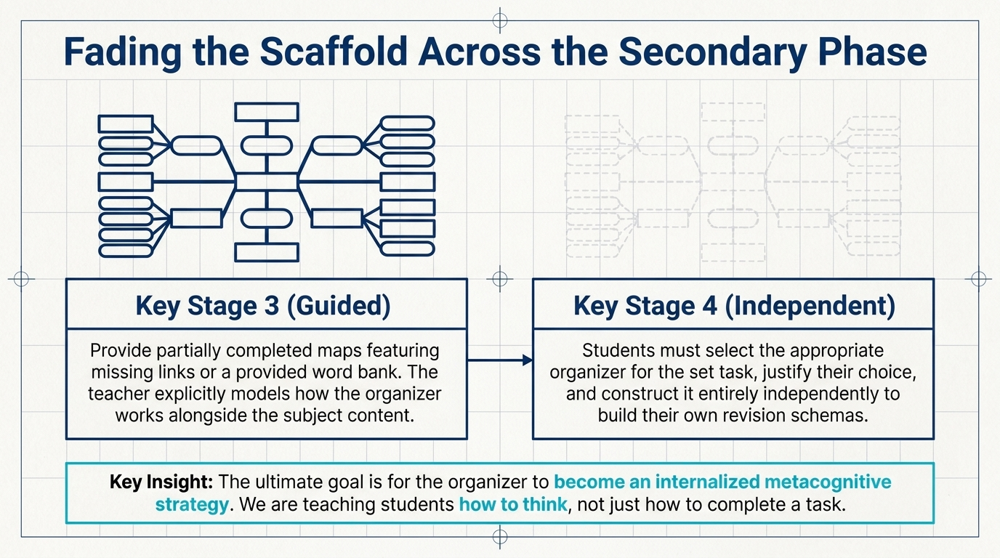 Fading the Scaffold Across the Secondary Phase
Key Stage 3 (Guided)
Provide partially completed maps featuring
missing links or a provided word bank. The
teacher explicitly models how the organizer
works alongside the subject content.
Key Stage 4 (Independent)
Students must select the appropriate
organizer for the set task, justify their choice,
and construct it entirely independently to
build their own revision schemas.
Key Insight: The ultimate goal is for the organizer to become an internalized metacognitive
strategy. We are teaching students how to think, not just how to complete a task.